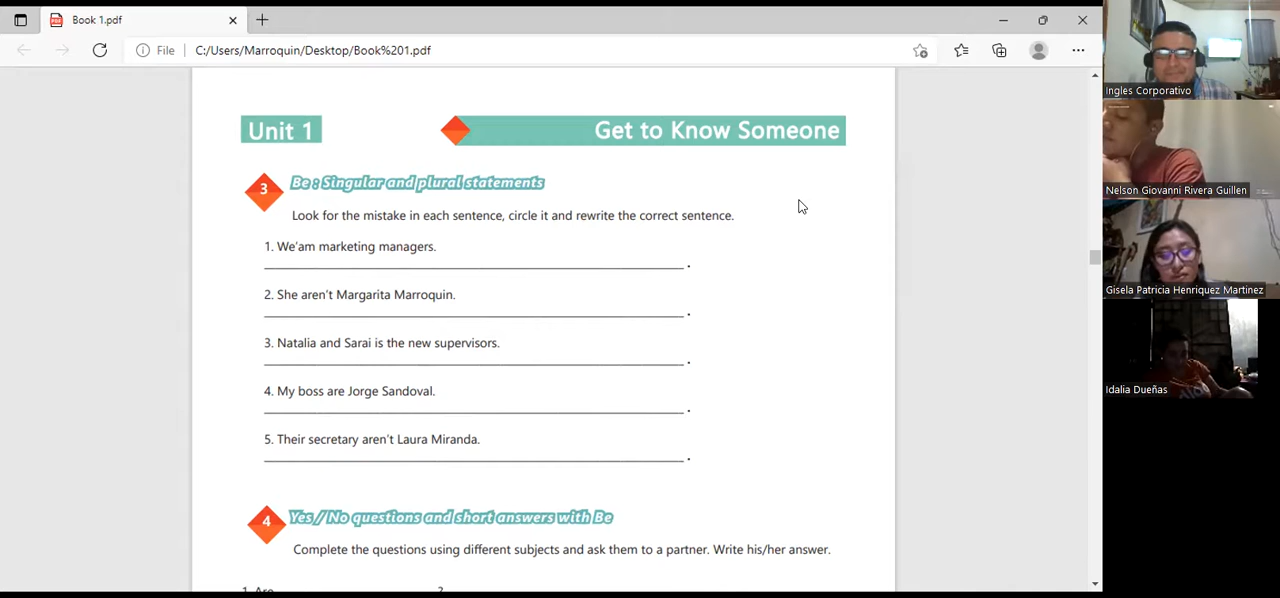 Book 1.pdf
File
C:/Users/Marroquin/Desktop/Book%201.pdf
Unit 1
Get to Know Someone
3
Be : Singular and plural statements
Look for the mistake in each sentence, circle it and rewrite the correct sentence.
1. We'am marketing managers.
2. She aren't Margarita Marroquin.
3. Natalia and Sarai is the new supervisors.
4. My boss are Jorge Sandoval.
5. Their secretary aren't Laura Miranda.
4
Yes / No questions and short answers with Be
Complete the questions using different subjects and ask them to a partner. Write his/her answer.
1. Are ?
Ingles Corporativo
Nelson Giovanni Rivera Guillen
Gisela Patricia Henriquez Martinez
Idalia Dueñas